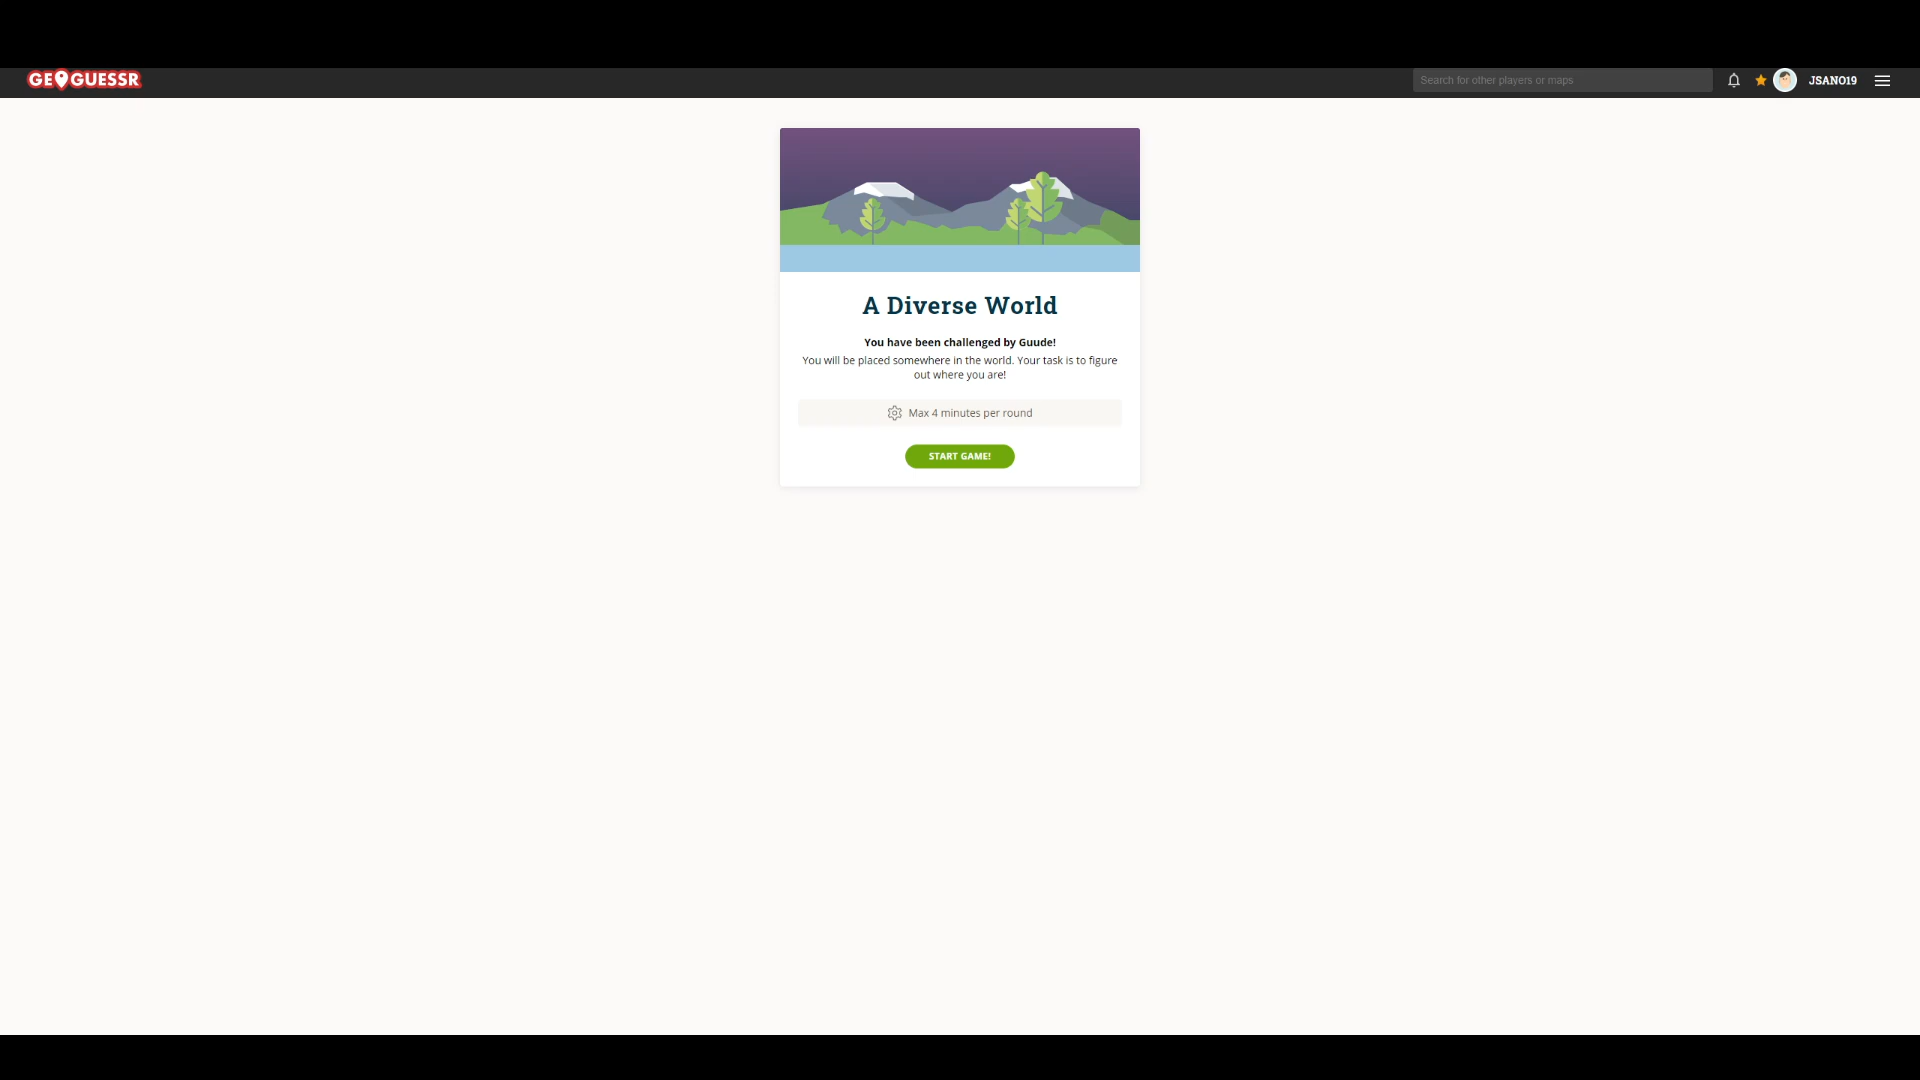 GEOGUESSR
Search for other players or maps
JSANO19
A Diverse World
You have been challenged by Guude!
You will be placed somewhere in the world. Your task is to figure
out where you are!
Max 4 minutes per round
START GAME!